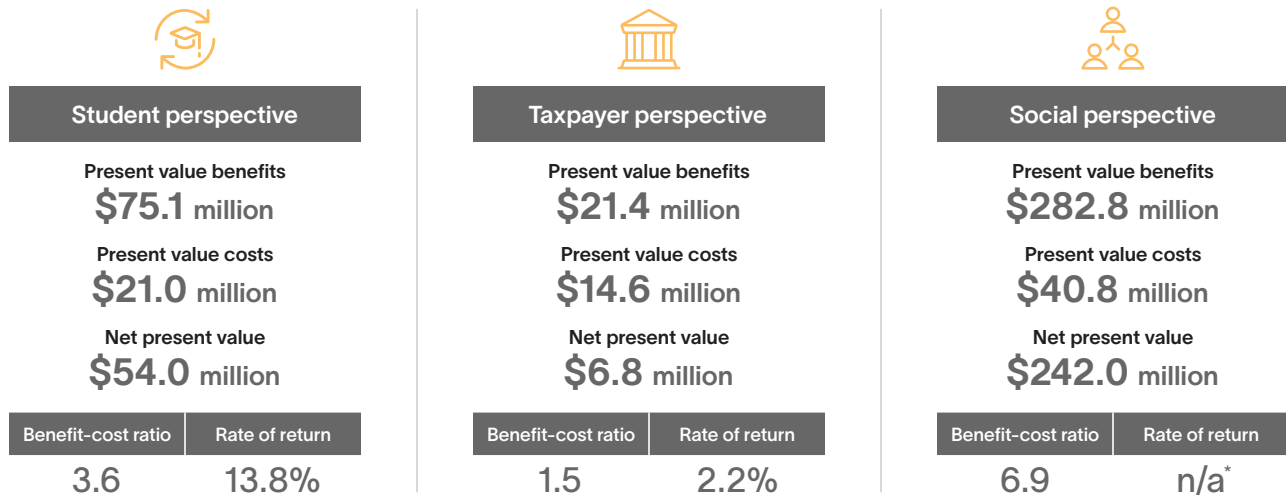 Student perspective
Present value benefits
$75.1 million
Present value costs
$21.0 million
Net present value
$54.0 million
Benefit-cost ratio
Rate of return
3.6
13.8%
Taxpayer perspective
Present value benefits
$21.4 million
Present value costs
$14.6 million
Net present value
$6.8 million
Benefit-cost ratio
Rate of return
1.5
2.2%
Social perspective
Present value benefits
$282.8 million
Present value costs
$40.8 million
Net present value
$242.0 million
Benefit-cost ratio
Rate of return
6.9
n/a*